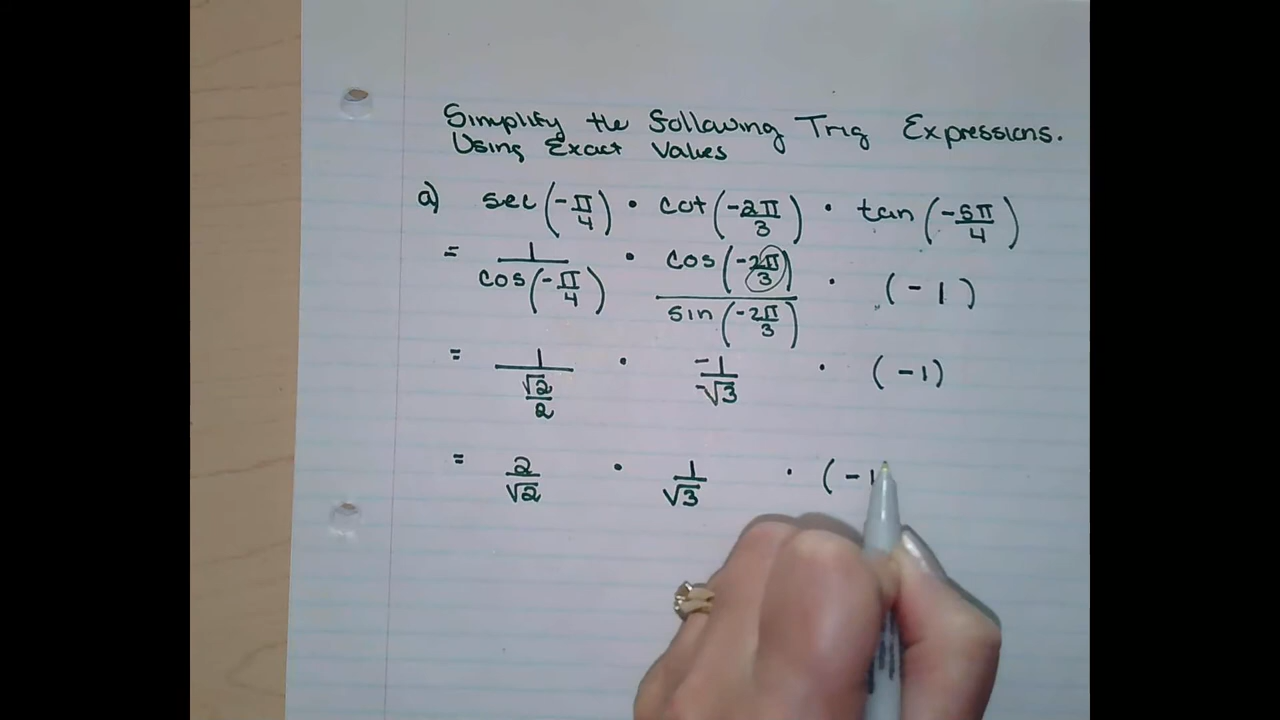 Simplify the Following Trig Expressions.
Using Exact Values
a) sec(-π/4) · cot(-2π/3) · tan(-5π/4)
= 1/cos(-π/4) · cos(-2π/3)/sin(-2π/3) · (-1)
= 1/(√2/2) · -1/-√3 · (-1)
= 2/√2 · 1/√3 · (-1